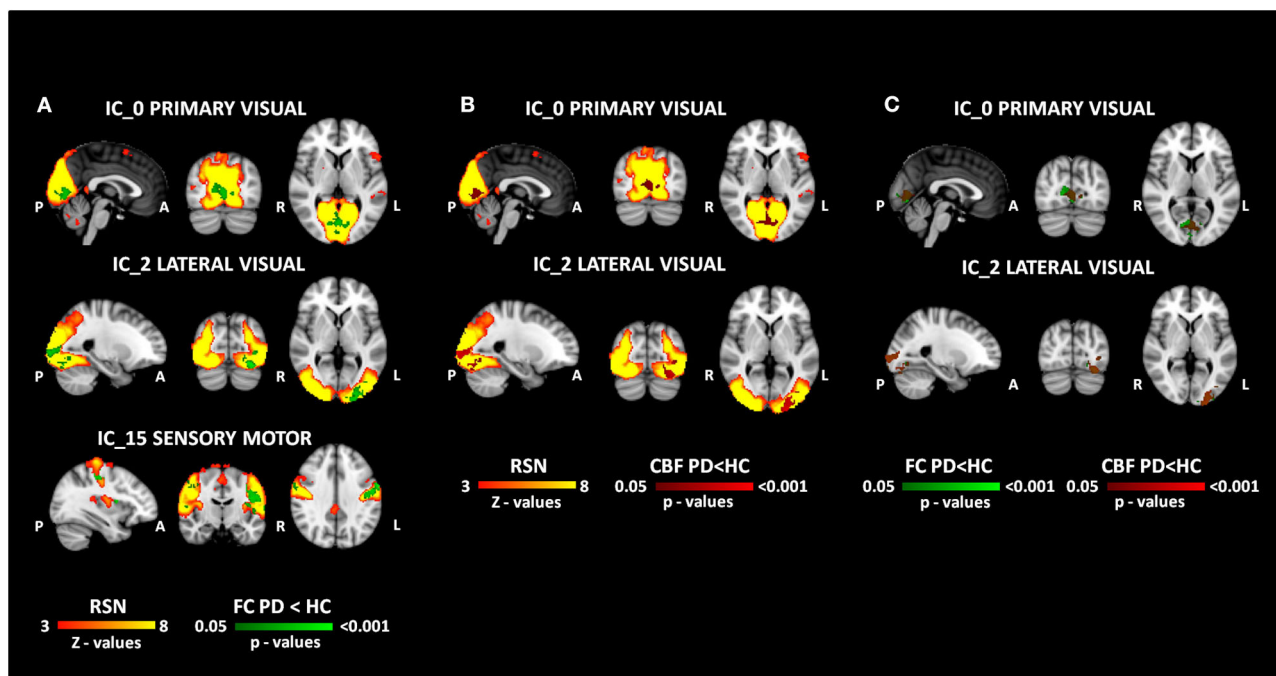 A
IC_0 PRIMARY VISUAL
P A R L
IC_2 LATERAL VISUAL
P A R L
IC_15 SENSORY MOTOR
P A R L
RSN
3 8
Z - values
FC PD < HC
0.05 <0.001
p - values
B
IC_0 PRIMARY VISUAL
P A R L
IC_2 LATERAL VISUAL
P A R L
RSN
3 8
Z - values
CBF PD<HC
0.05 <0.001
p - values
C
IC_0 PRIMARY VISUAL
P A R L
IC_2 LATERAL VISUAL
P A R L
FC PD<HC
0.05 <0.001
p - values
CBF PD<HC
0.05 <0.001
p - values